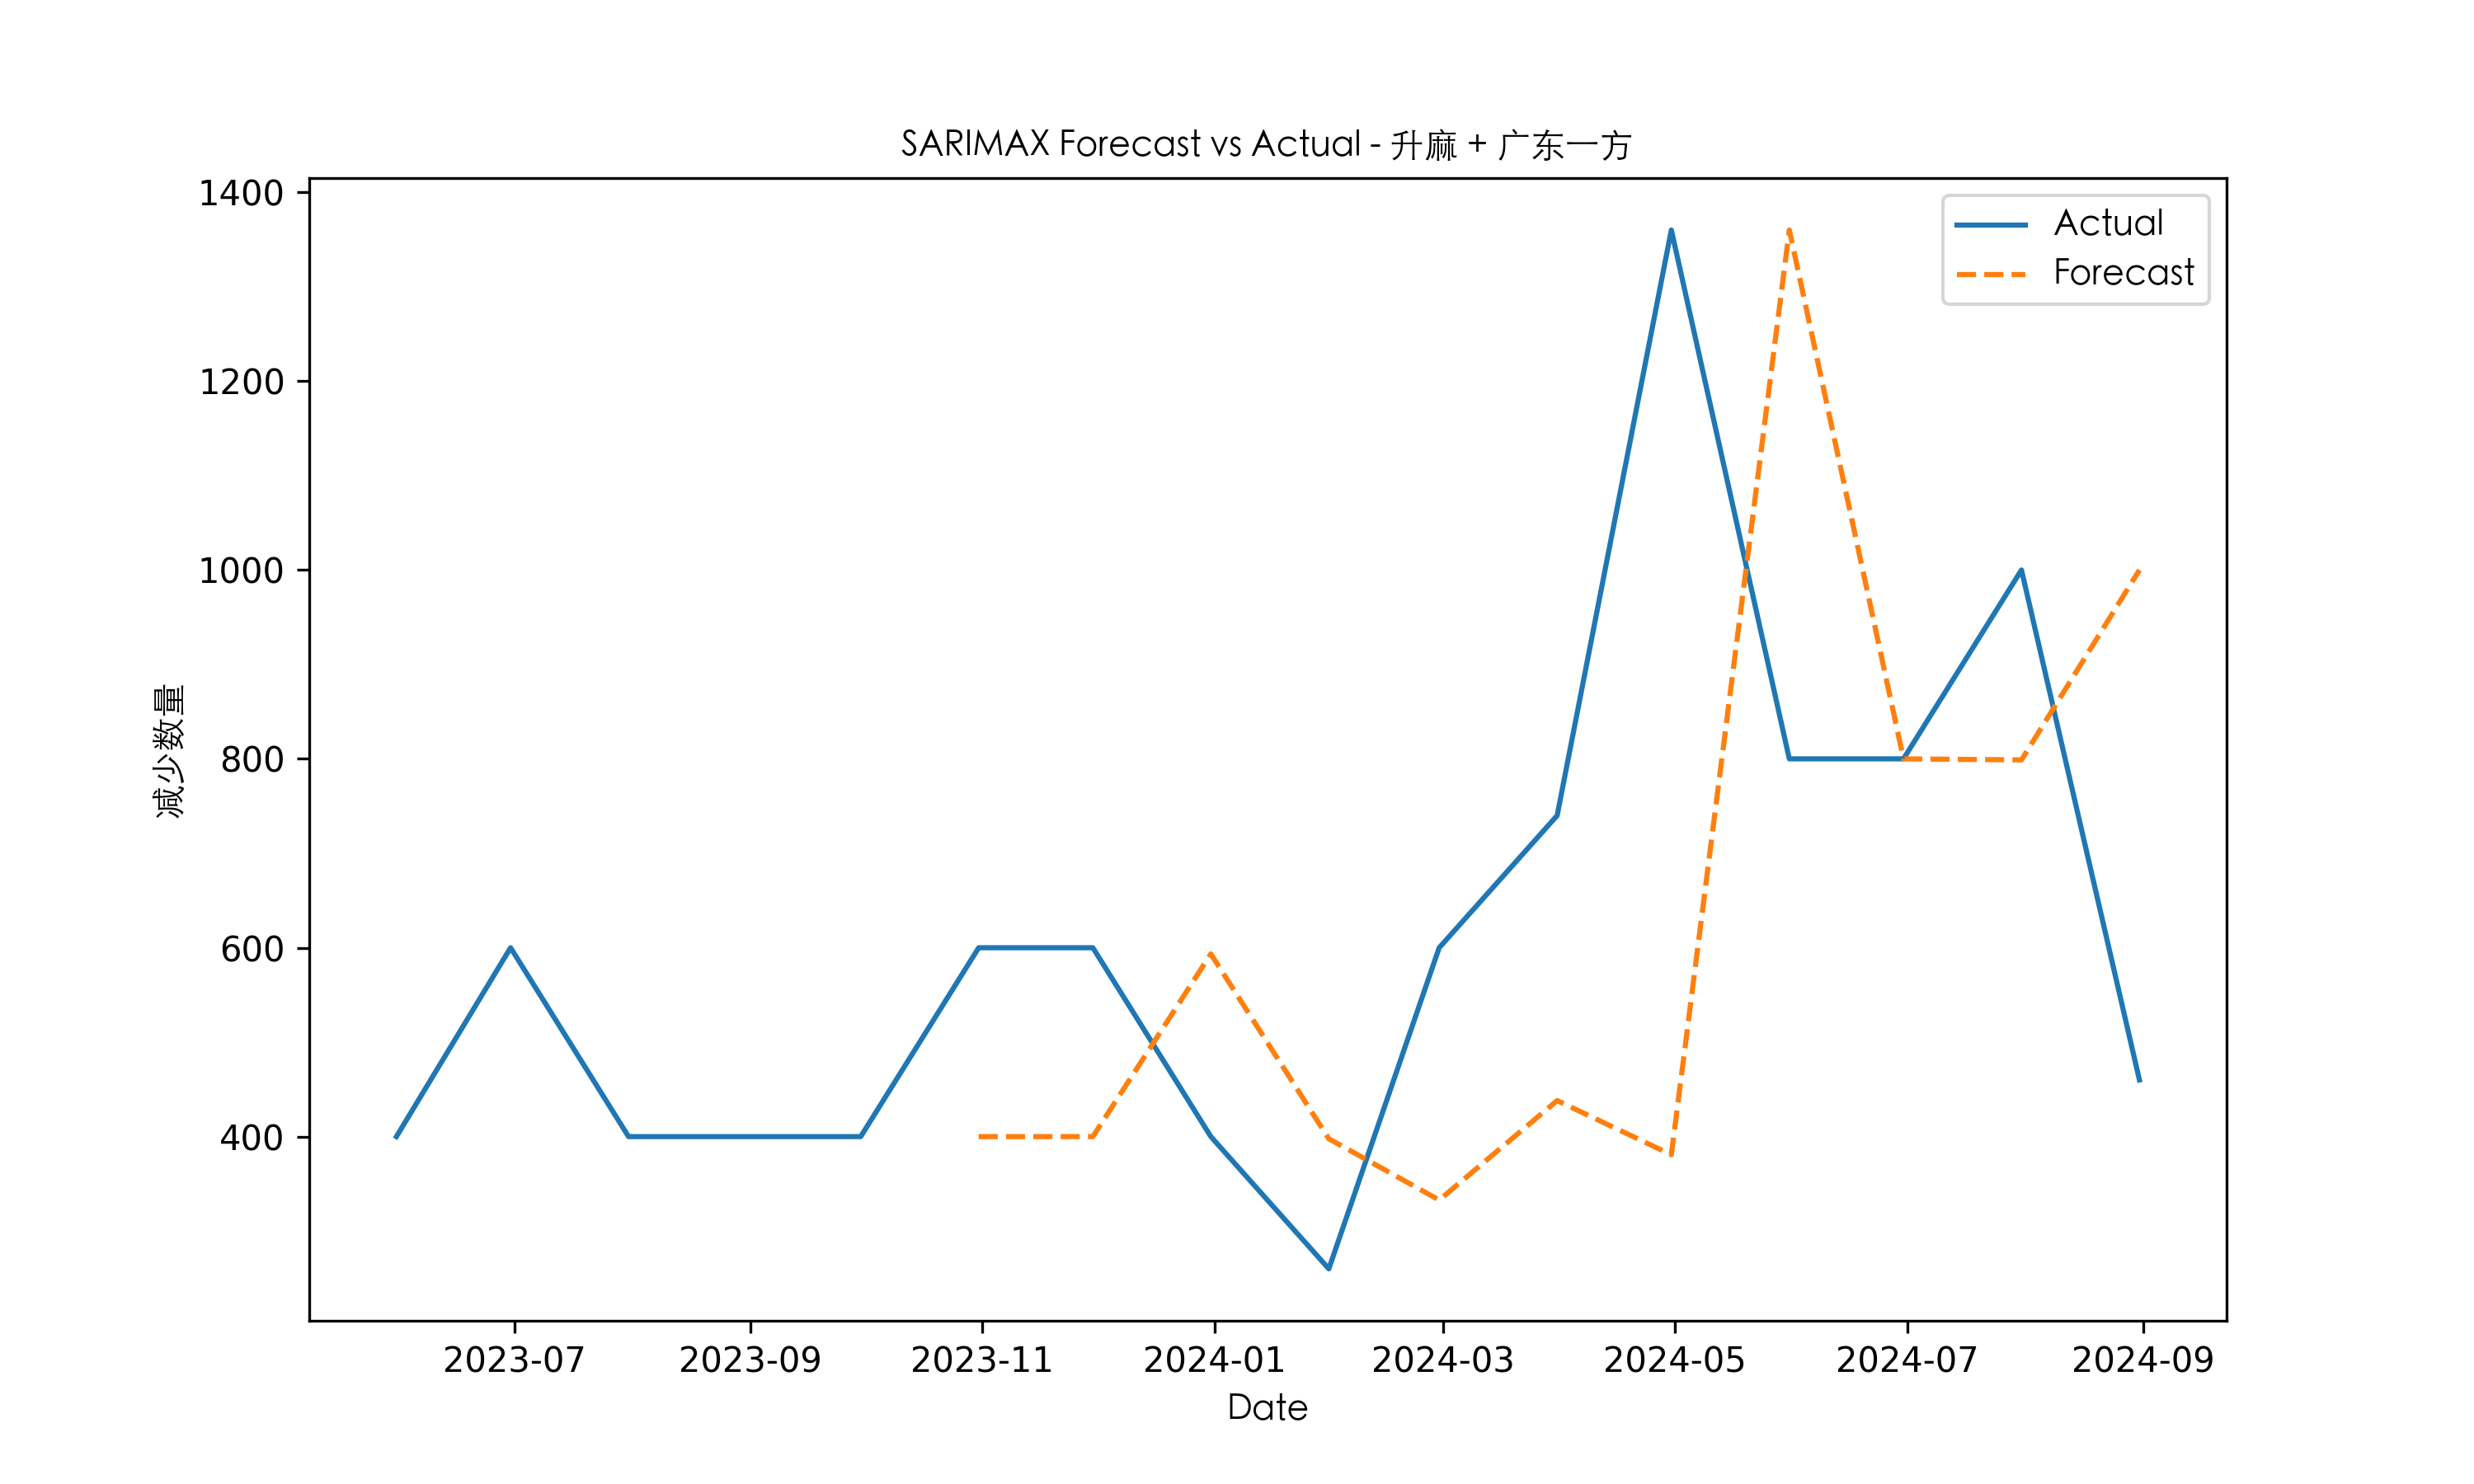 SARIMAX Forecast vs Actual - 升麻 + 广东一方
Actual
Forecast
1400
1200
1000
800
600
400
减少数量
2023-07 2023-09 2023-11 2024-01 2024-03 2024-05 2024-07 2024-09
Date